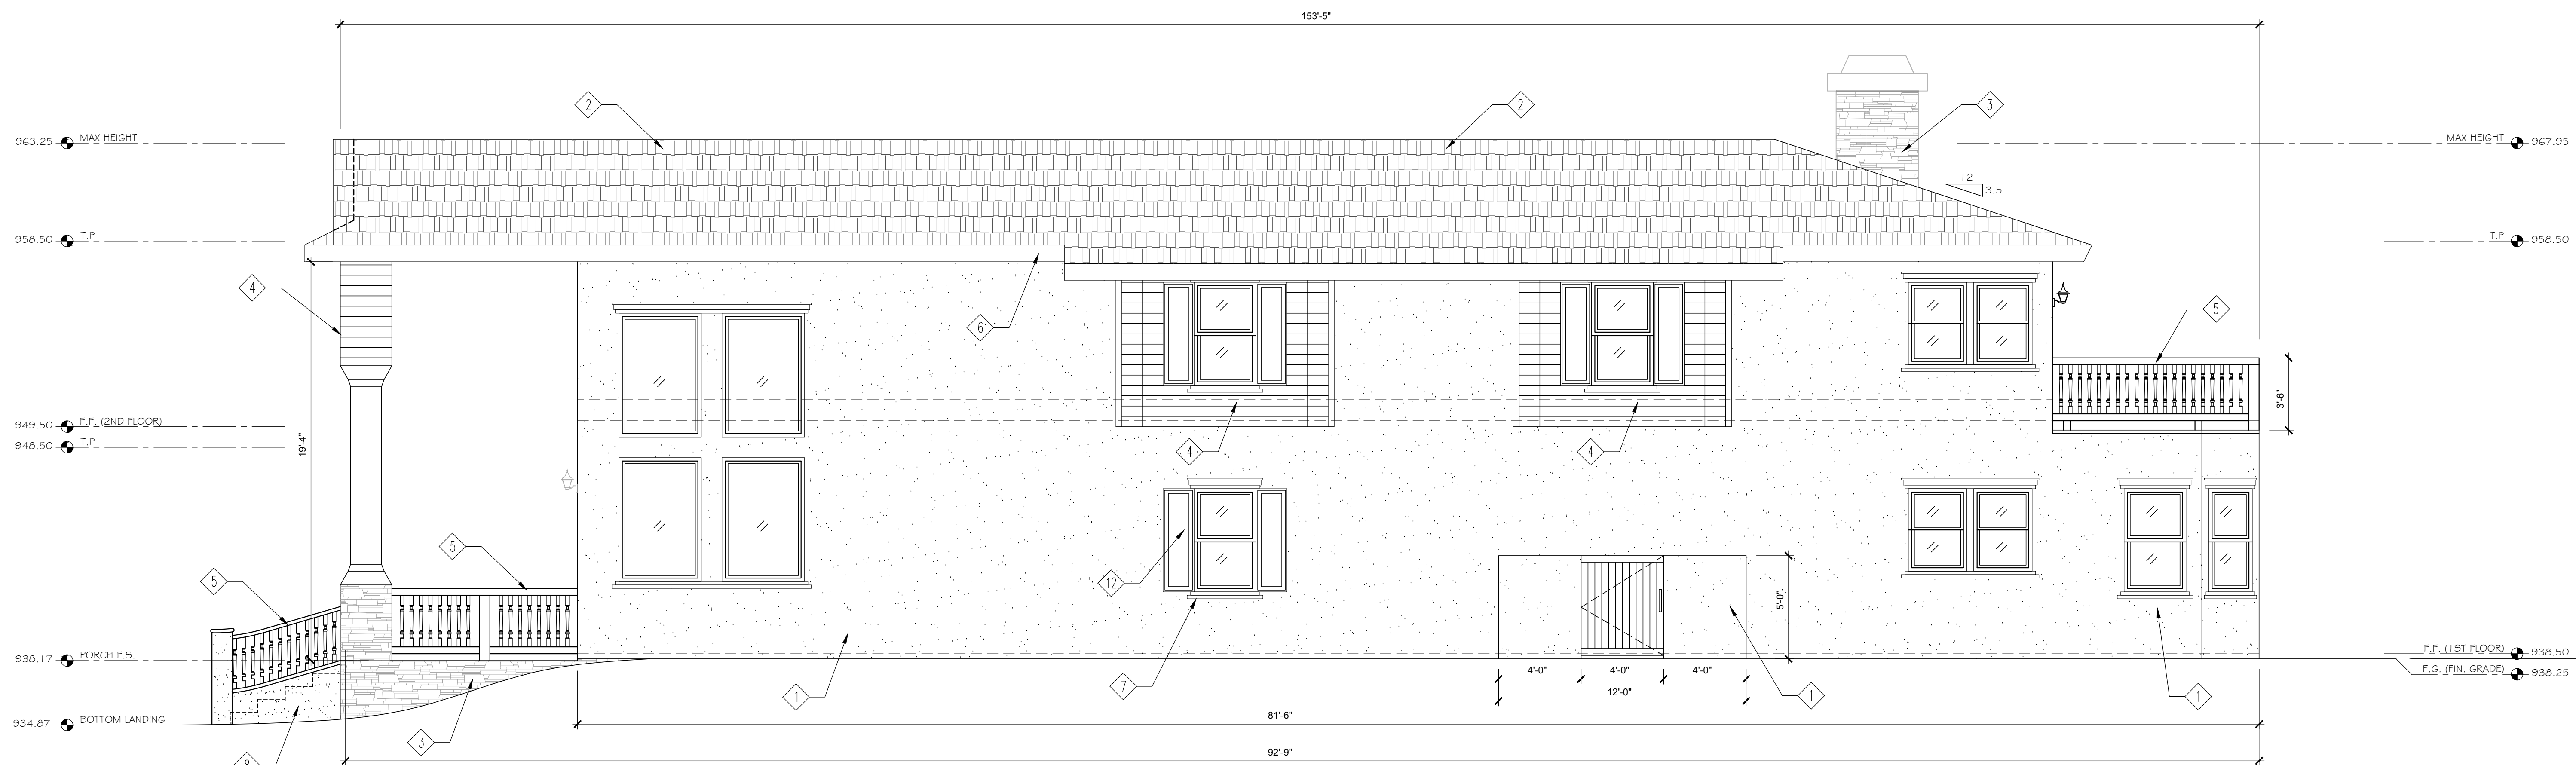 153'-5"
2
2
3
963.25 MAX HEIGHT
MAX HEIGHT 967.95
12
3.5
958.50 T.P
T.P 958.50
4
5
6
3'-6"
949.50 F.F. (2ND FLOOR)
948.50 T.P
19'-4"
4
4
5
5
12
5'-0"
938.17 PORCH F.S.
F.F. (1ST FLOOR) 938.50
F.G. (FIN. GRADE) 938.25
4'-0" 4'-0" 4'-0"
12'-0"
1
7
1
1
934.87 BOTTOM LANDING
3
81'-6"
92'-9"
8